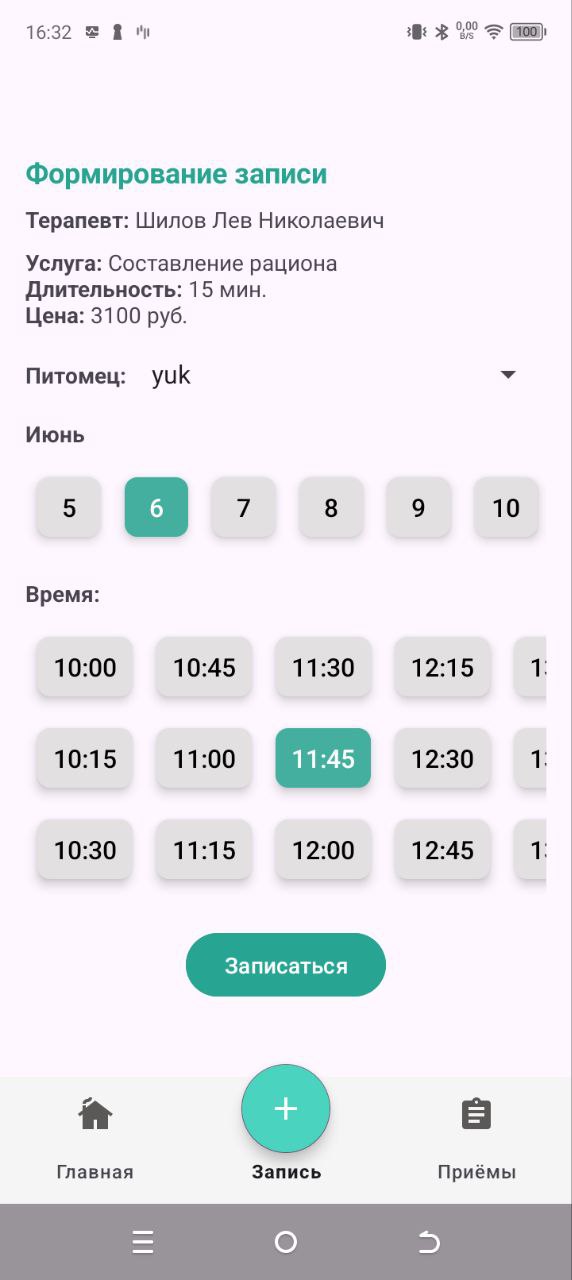 16:32
0,00
B/S
100
Формирование записи
Терапевт: Шилов Лев Николаевич
Услуга: Составление рациона
Длительность: 15 мин.
Цена: 3100 руб.
Питомец: yuk
Июнь
5 6 7 8 9 10
Время:
10:00 10:45 11:30 12:15
10:15 11:00 11:45 12:30
10:30 11:15 12:00 12:45
Записаться
+
Главная Запись Приёмы